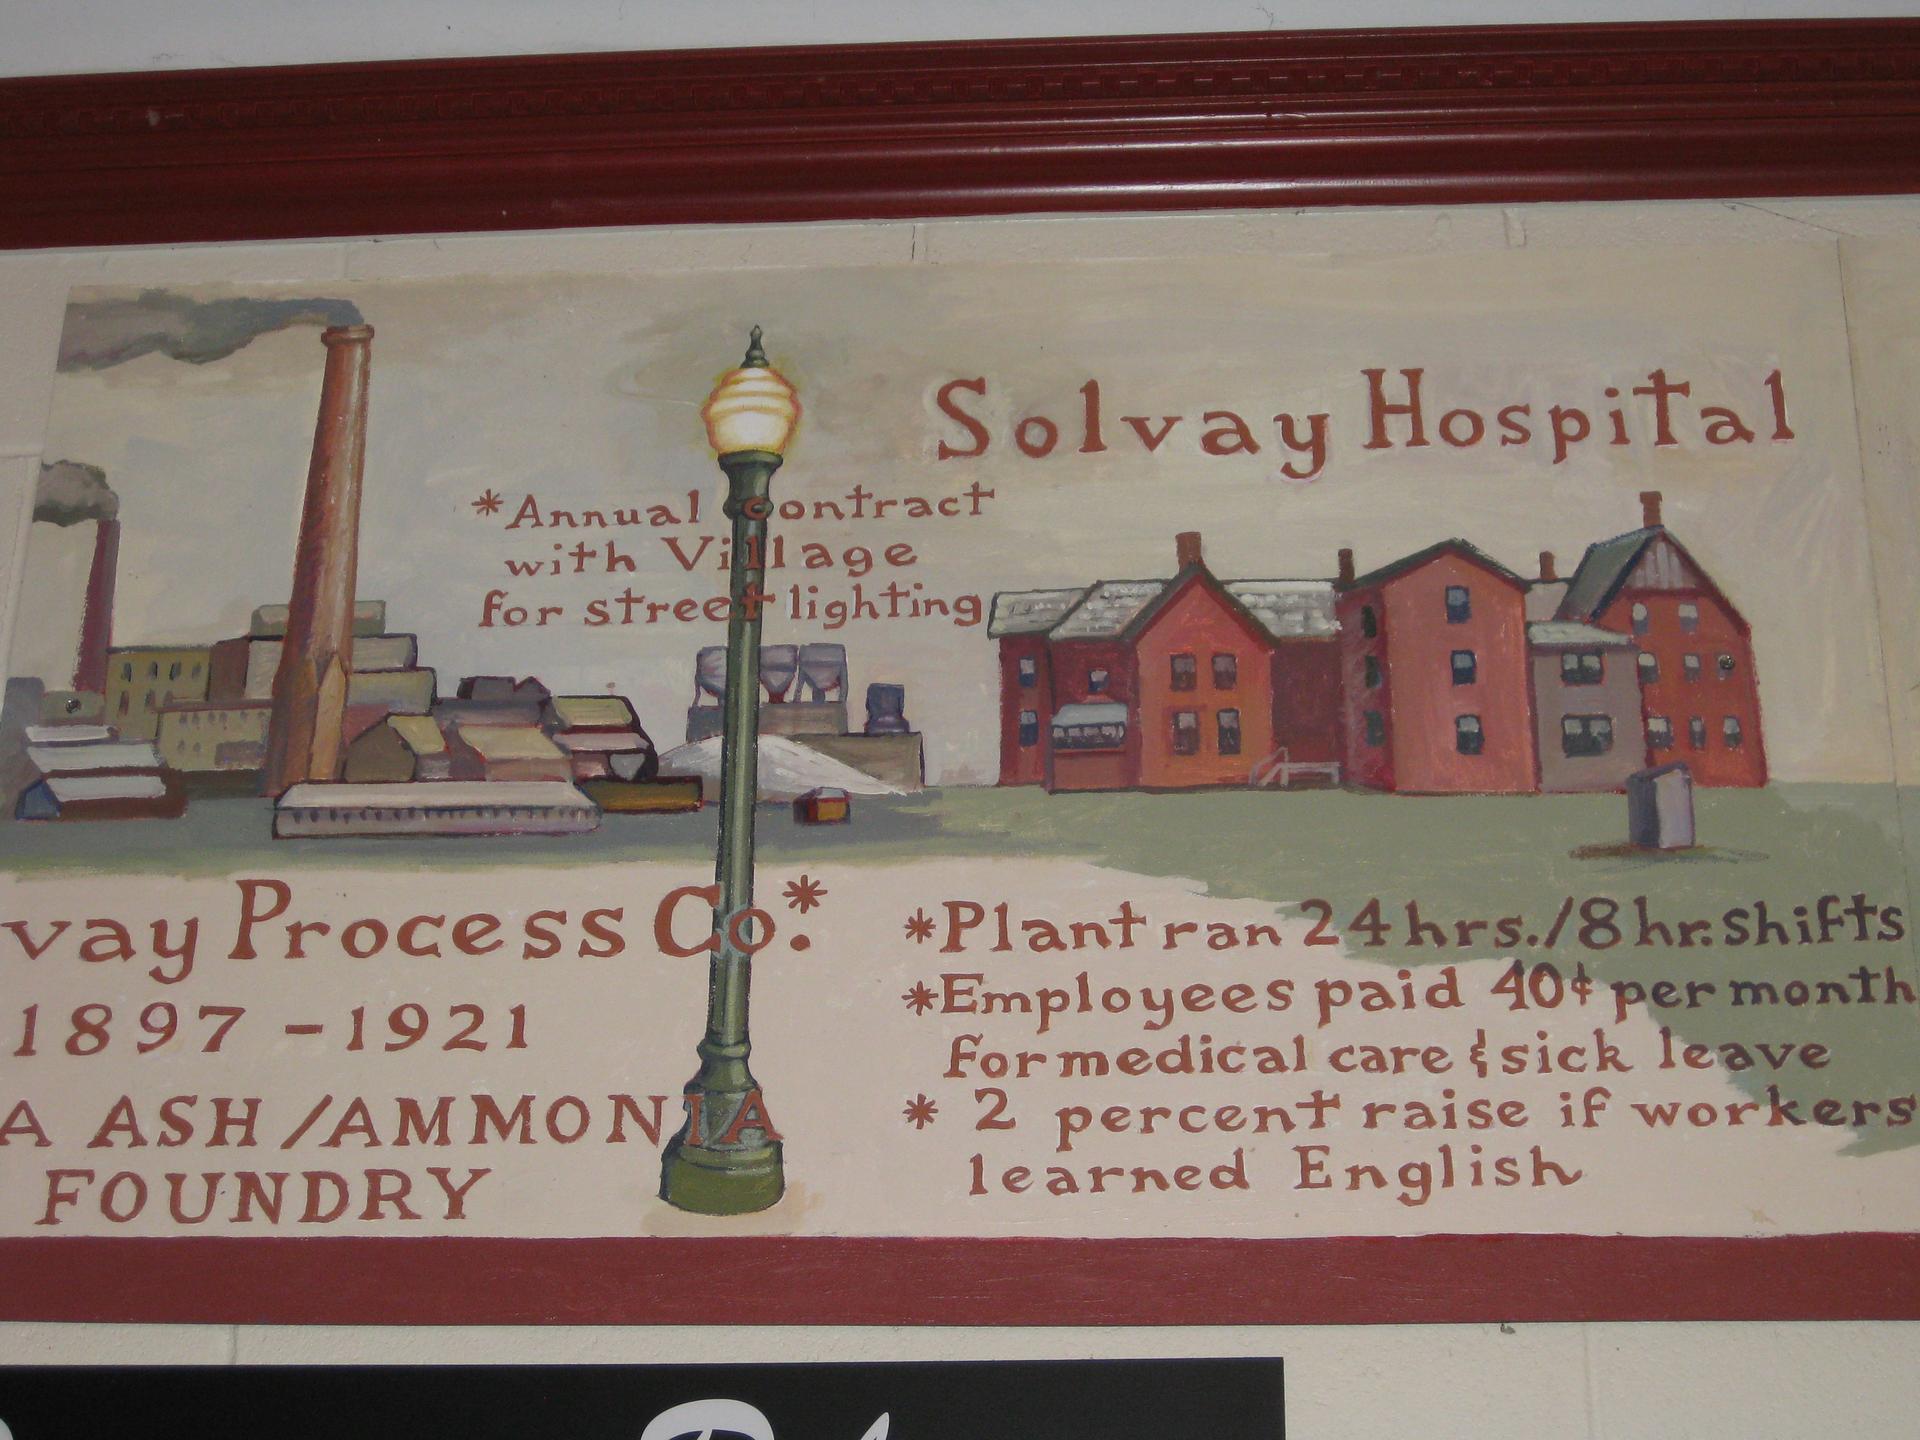 Solvay Hospital
*Annual contract
with Village
for street lighting
vay Process Co.*
1897 - 1921
A ASH / AMMONIA
FOUNDRY
*Plant ran 24 hrs./8 hr. shifts
*Employees paid 40¢ per month
for medical care & sick leave
* 2 percent raise if workers
learned English